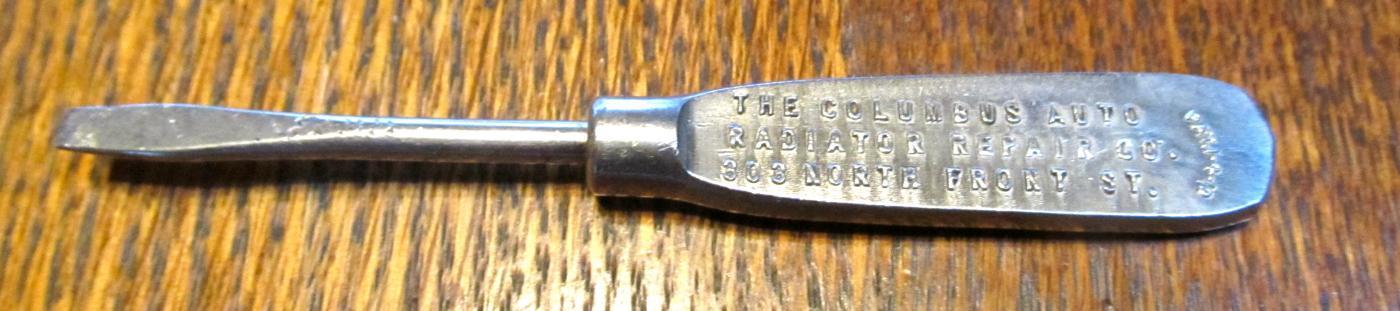 THE COLUMBUS AUTO
RADIATOR REPAIR CO.
303 NORTH FRONT ST.